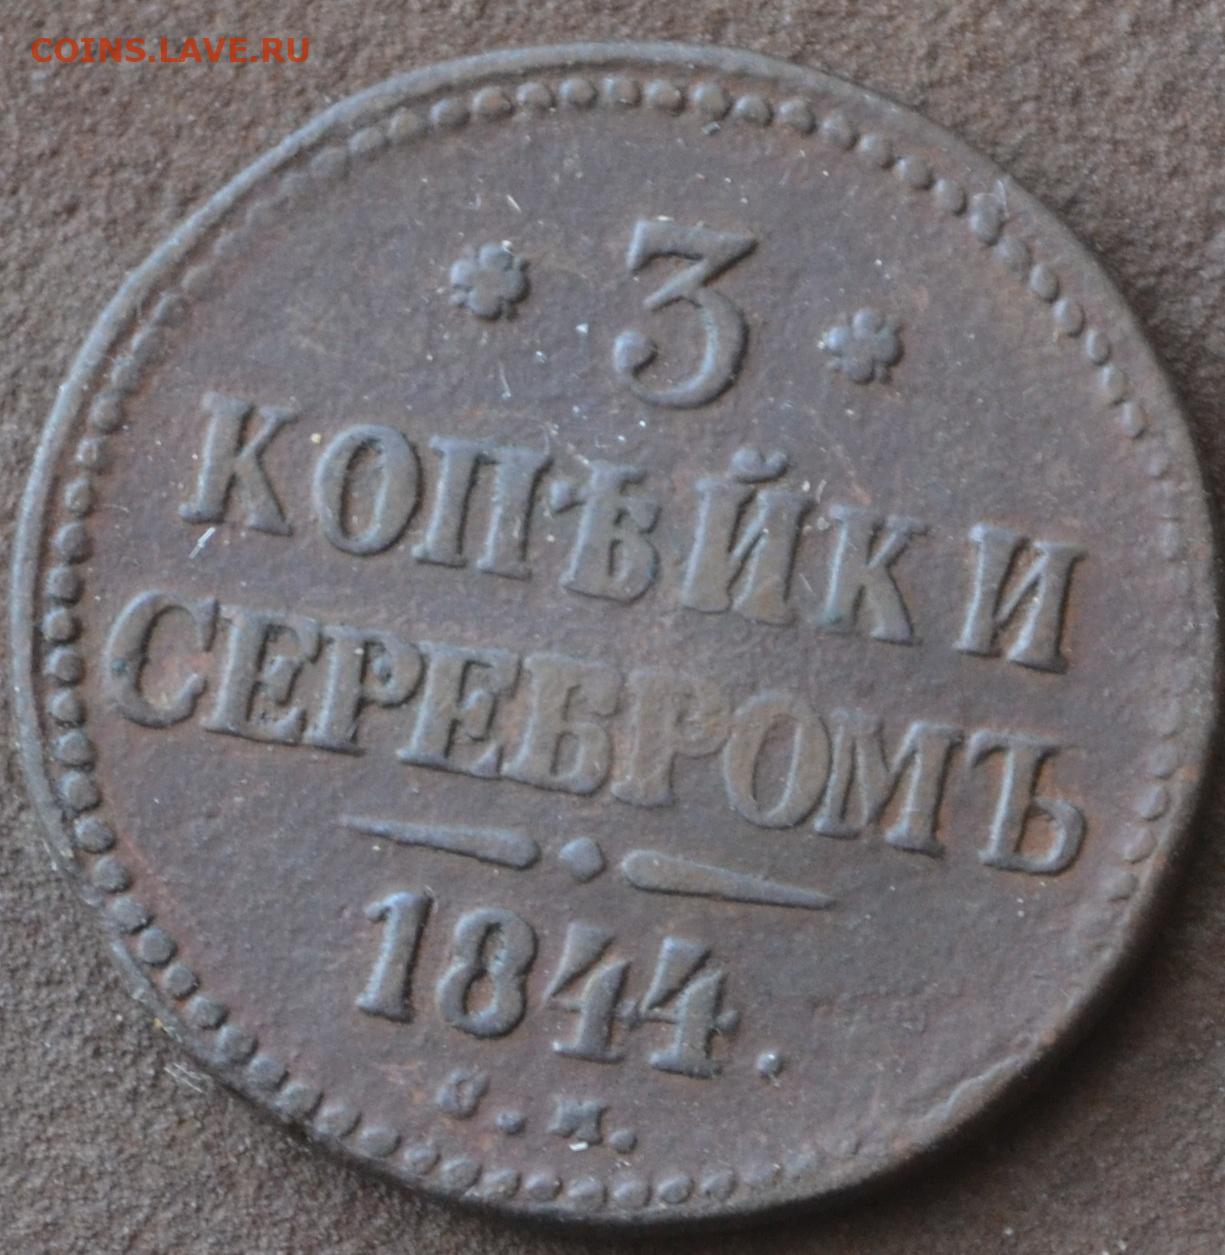 COINS.LAVE.RU
3
КОПѢЙКИ
СЕРЕБРОМЪ
1844.
С.М.